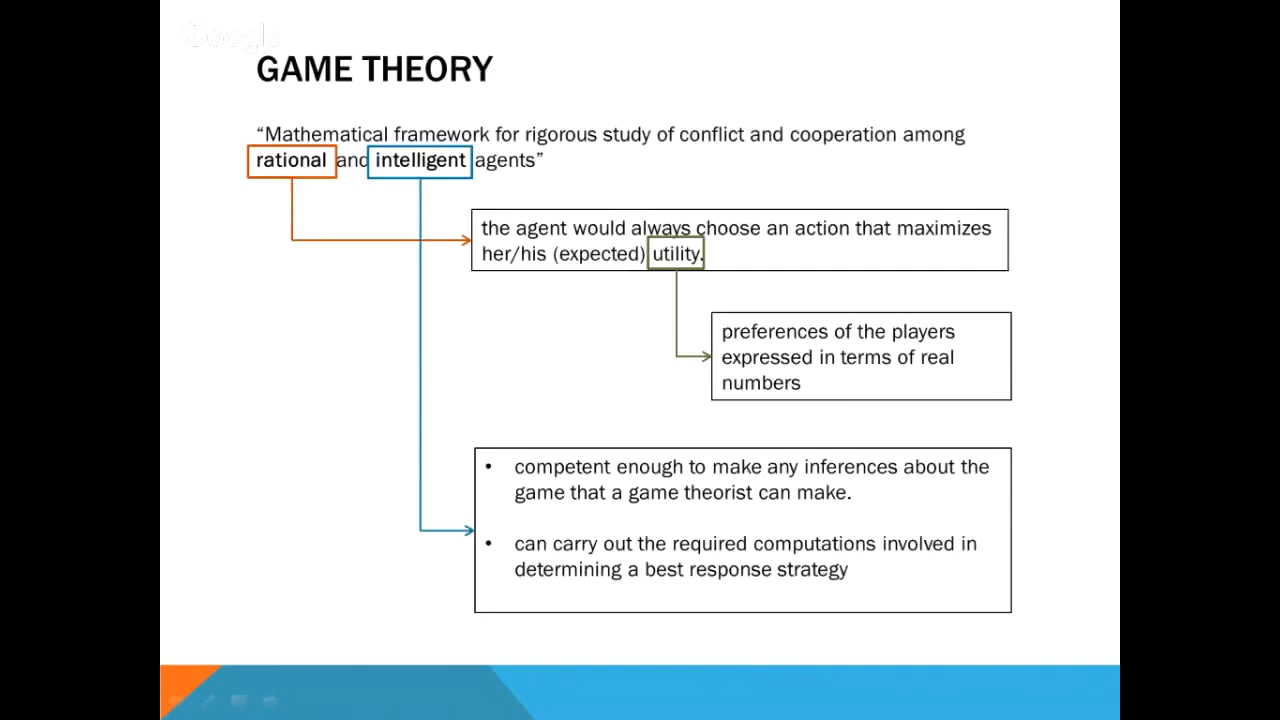 Google
GAME THEORY
“Mathematical framework for rigorous study of conflict and cooperation among
rational and intelligent agents”
the agent would always choose an action that maximizes
her/his (expected) utility.
preferences of the players
expressed in terms of real
numbers
• competent enough to make any inferences about the
game that a game theorist can make.
• can carry out the required computations involved in
determining a best response strategy